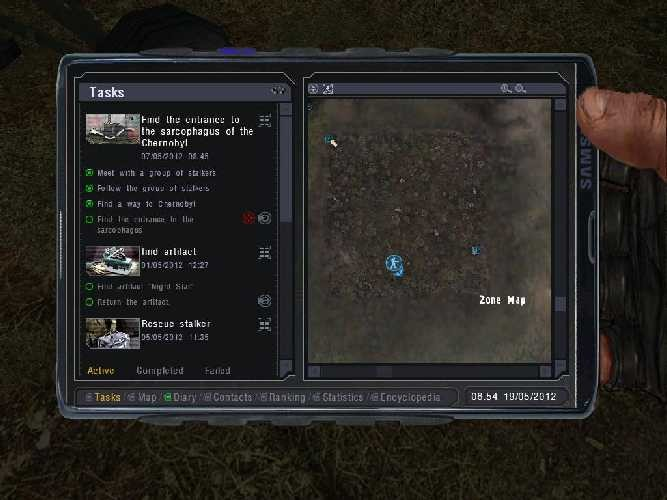 Tasks
Find the entrance to
the sarcophagus of the
Chernobyl
07/05/2012 08:45
Meet with a group of stalkers
Follow the group of stalkers
Find a way to Chernobyl
Find the entrance to the
sarcophagus
Find artifact
01/05/2012 12:27
Find artifact "Night Star"
Return the artifact.
Rescue stalker
05/05/2012 11:35
Active Completed Failed
Zone Map
Tasks / Map / Diary / Contacts / Ranking / Statistics / Encyclopedia
08:54 19/05/2012
SAMS